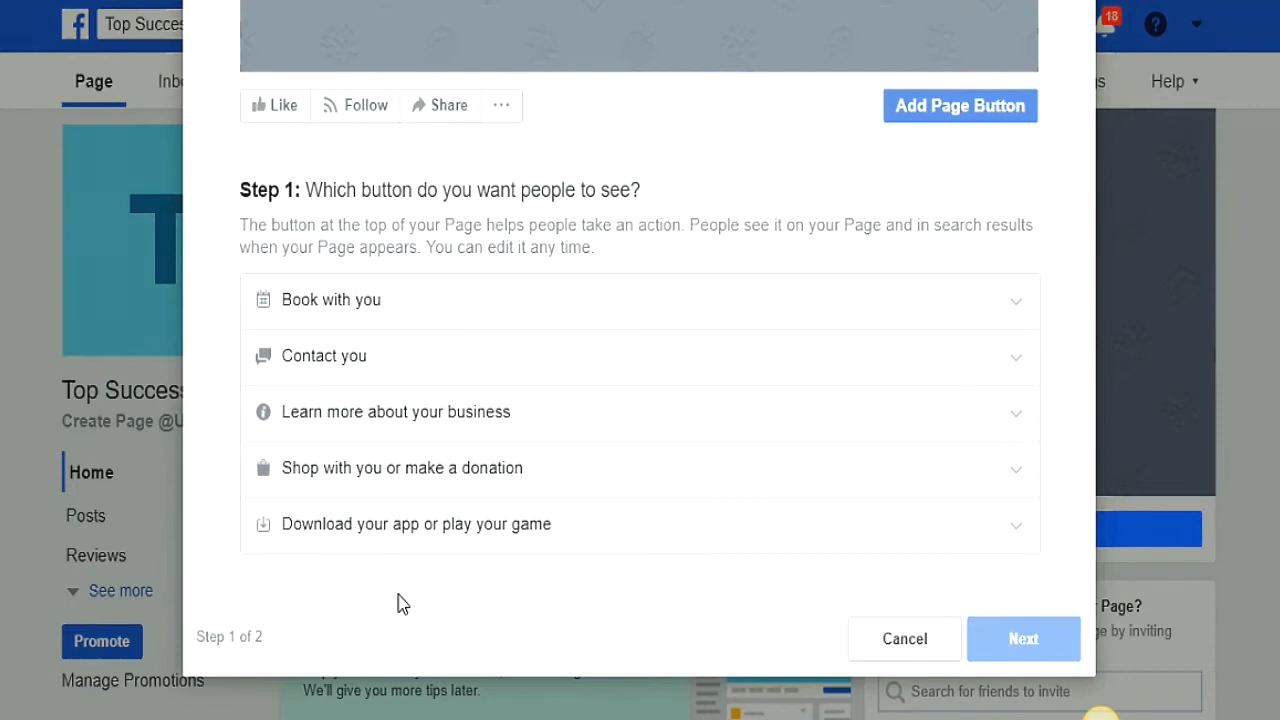 Top Succes
18
Page
Inb
gs
Help
Like
Follow
Share
Add Page Button
Step 1: Which button do you want people to see?
The button at the top of your Page helps people take an action. People see it on your Page and in search results
when your Page appears. You can edit it any time.
Book with you
Contact you
Learn more about your business
Shop with you or make a donation
Download your app or play your game
Step 1 of 2
Cancel
Next
T
Top Success
Create Page @U
Home
Posts
Reviews
See more
Promote
Manage Promotions
We'll give you more tips later.
r Page?
ge by inviting
Search for friends to invite